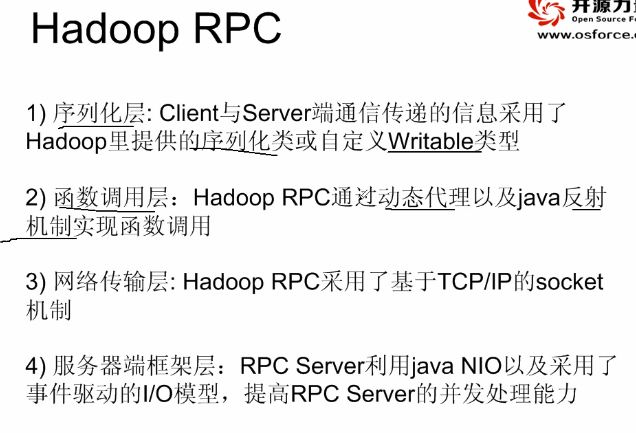 Hadoop RPC
开源力量
Open Source Fo
www.osforce.c
1) 序列化层: Client与Server端通信传递的信息采用了
Hadoop里提供的序列化类或自定义Writable类型
2) 函数调用层：Hadoop RPC通过动态代理以及java反射
机制实现函数调用
3) 网络传输层: Hadoop RPC采用了基于TCP/IP的socket
机制
4) 服务器端框架层：RPC Server利用java NIO以及采用了
事件驱动的I/O模型，提高RPC Server的并发处理能力